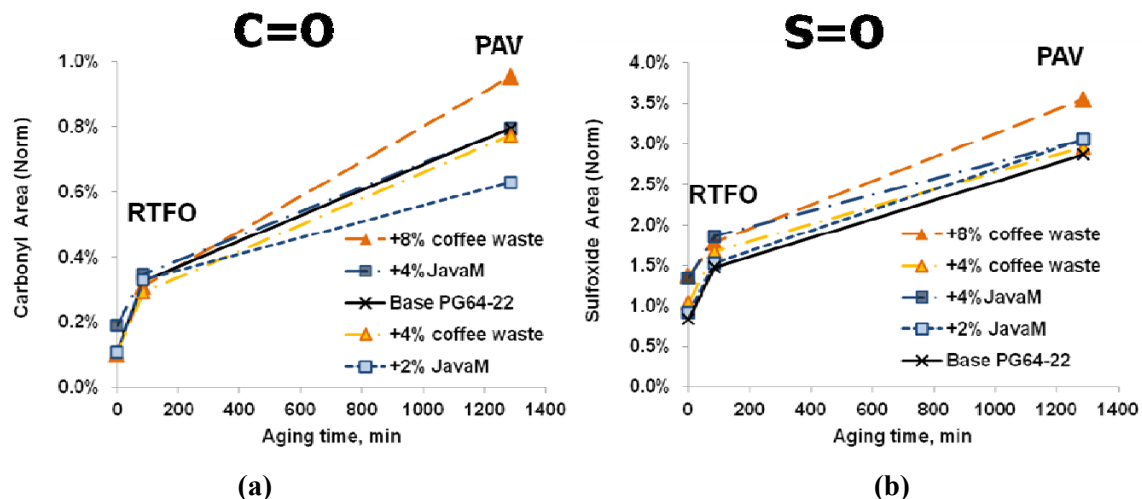 C=O
PAV
1.0%
0.8%
0.6%
0.4%
0.2%
0.0%
Carbonyl Area (Norm)
RTFO
+8% coffee waste
+4%JavaM
Base PG64-22
+4% coffee waste
+2% JavaM
0 200 400 600 800 1000 1200 1400
Aging time, min
(a)
S=O
PAV
4.0%
3.5%
3.0%
2.5%
2.0%
1.5%
1.0%
0.5%
0.0%
Sulfoxide Area (Norm)
RTFO
+8% coffee waste
+4% coffee waste
+4%JavaM
+2% JavaM
Base PG64-22
0 200 400 600 800 1000 1200 1400
Aging time, min
(b)